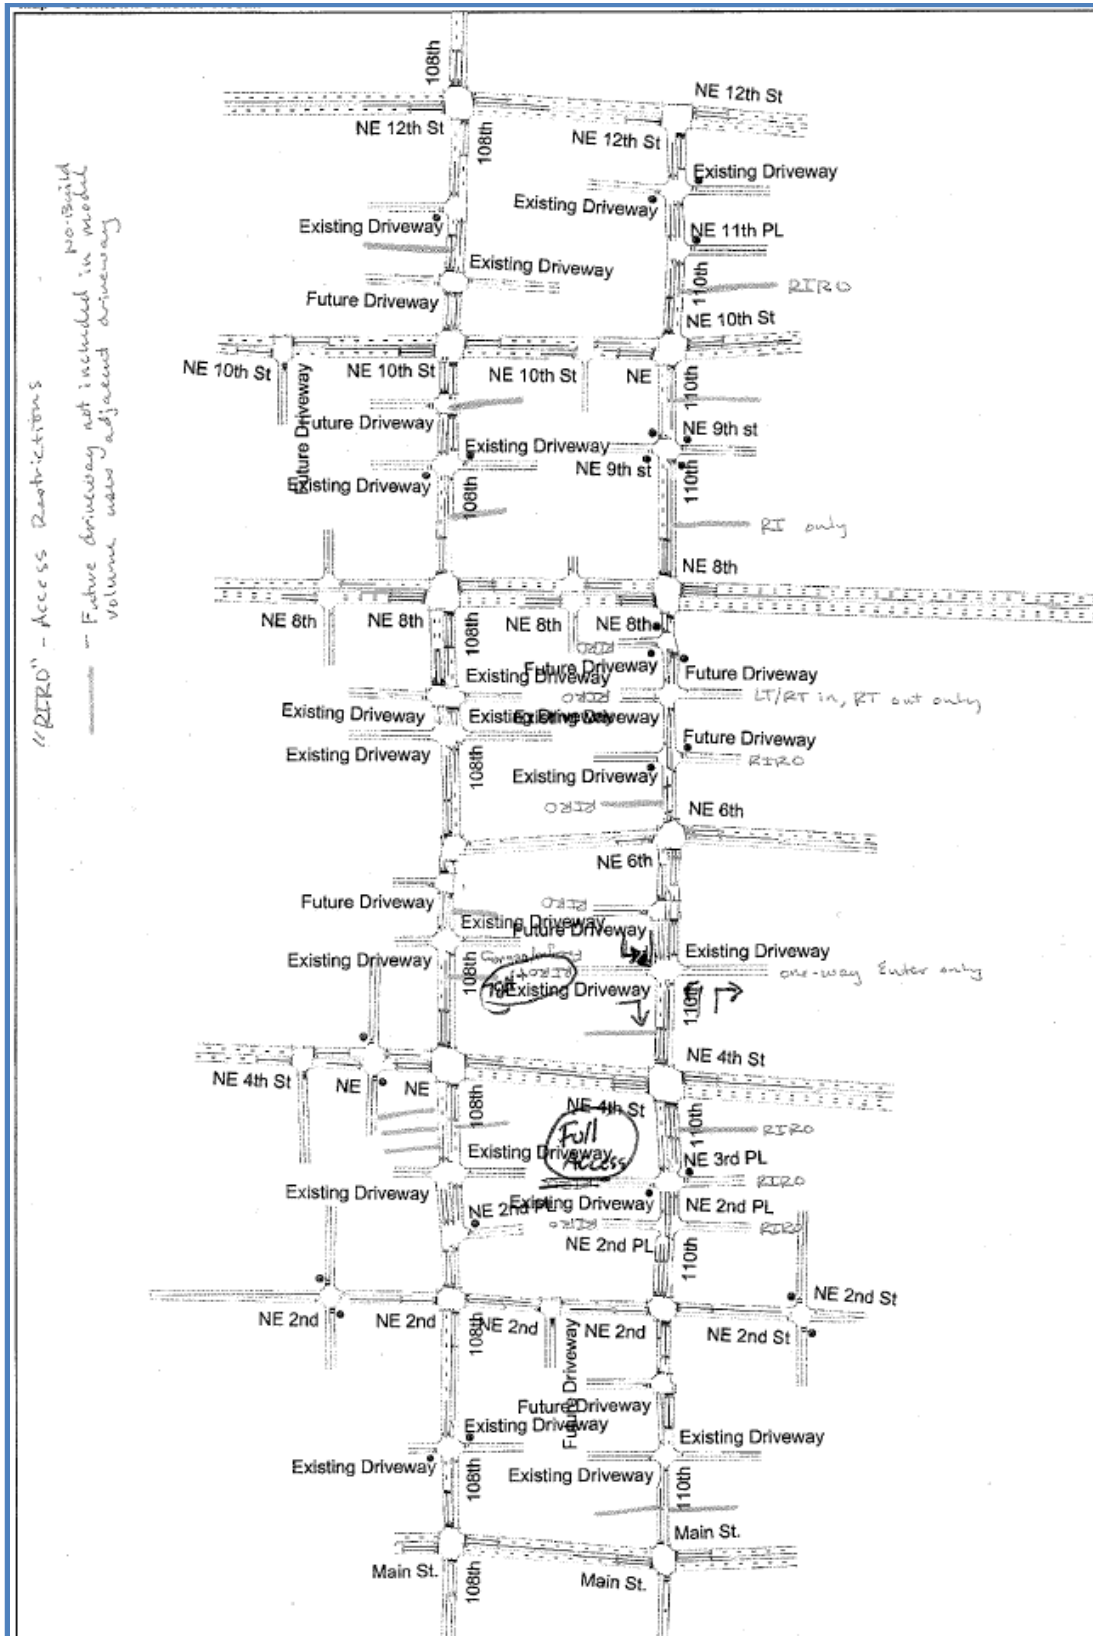 108th
NE 12th St
NE 12th St
NE 12th St
108th
Existing Driveway
Existing Driveway
Existing Driveway
NE 11th PL
Existing Driveway
110th
RIRO
Future Driveway
NE 10th St
NE 10th St
NE 10th St
NE 10th St
NE
110th
Future Driveway
Future Driveway
NE 9th st
Existing Driveway
NE 9th st
Existing Driveway
108th
110th
RI only
NE 8th
NE 8th
NE 8th
NE 8th
NE 8th
108th
RIRO
Future Driveway
Existing Driveway
Future Driveway
RIRO
LT/RT in, RT out only
Existing Driveway
Existing Driveway
Existing Driveway
Future Driveway
Existing Driveway
108th
RIRO
Existing Driveway
RIRO
NE 6th
NE 6th
Future Driveway
RIRO
Existing Driveway
Future Driveway
Existing Driveway
Existing Driveway
108th
one-way Enter only
Existing Driveway
110th
NE 4th St
NE 4th St
NE
NE
NE 4th St
108th
110th
RIRO
Full
Access
Existing Driveway
NE 3rd PL
RIRO
Existing Driveway
Existing Driveway
NE 2nd PL
NE 2nd PL
RIRO
RIRO
NE 2nd PL
110th
NE 2nd St
NE 2nd
NE 2nd
108th
NE 2nd
NE 2nd
NE 2nd St
Future Driveway
Future Driveway
Existing Driveway
Existing Driveway
Existing Driveway
Existing Driveway
108th
110th
Main St.
Main St.
108th
Main St.
"RIRO" - Access Restrictions
- Future driveway not included in No-Build model
volume uses adjacent driveway